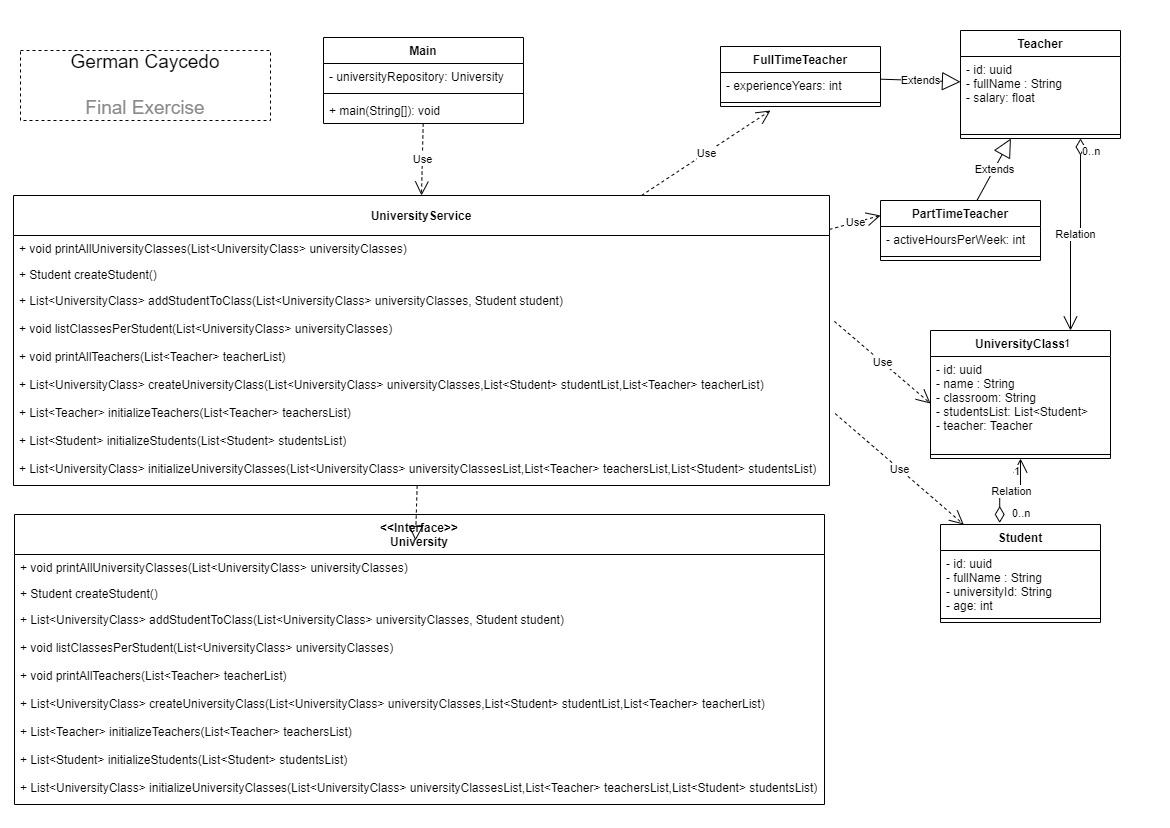 German Caycedo
Final Exercise
Main
- universityRepository: University
+ main(String[]): void
Use
FullTimeTeacher
- experienceYears: int
Extends
Teacher
- id: uuid
- fullName : String
- salary: float
0..n
Extends
Use
Use
PartTimeTeacher
- activeHoursPerWeek: int
Relation
UniversityService
+ void printAllUniversityClasses(List<UniversityClass> universityClasses)
+ Student createStudent()
+ List<UniversityClass> addStudentToClass(List<UniversityClass> universityClasses, Student student)
+ void listClassesPerStudent(List<UniversityClass> universityClasses)
+ void printAllTeachers(List<Teacher> teacherList)
+ List<UniversityClass> createUniversityClass(List<UniversityClass> universityClasses,List<Student> studentList,List<Teacher> teacherList)
+ List<Teacher> initializeTeachers(List<Teacher> teachersList)
+ List<Student> initializeStudents(List<Student> studentsList)
+ List<UniversityClass> initializeUniversityClasses(List<UniversityClass> universityClassesList,List<Teacher> teachersList,List<Student> studentsList)
Use
UniversityClass
1
- id: uuid
- name : String
- classroom: String
- studentsList: List<Student>
- teacher: Teacher
Use
1
Relation
0..n
Student
- id: uuid
- fullName : String
- universityId: String
- age: int
<<Interface>>
University
+ void printAllUniversityClasses(List<UniversityClass> universityClasses)
+ Student createStudent()
+ List<UniversityClass> addStudentToClass(List<UniversityClass> universityClasses, Student student)
+ void listClassesPerStudent(List<UniversityClass> universityClasses)
+ void printAllTeachers(List<Teacher> teacherList)
+ List<UniversityClass> createUniversityClass(List<UniversityClass> universityClasses,List<Student> studentList,List<Teacher> teacherList)
+ List<Teacher> initializeTeachers(List<Teacher> teachersList)
+ List<Student> initializeStudents(List<Student> studentsList)
+ List<UniversityClass> initializeUniversityClasses(List<UniversityClass> universityClassesList,List<Teacher> teachersList,List<Student> studentsList)